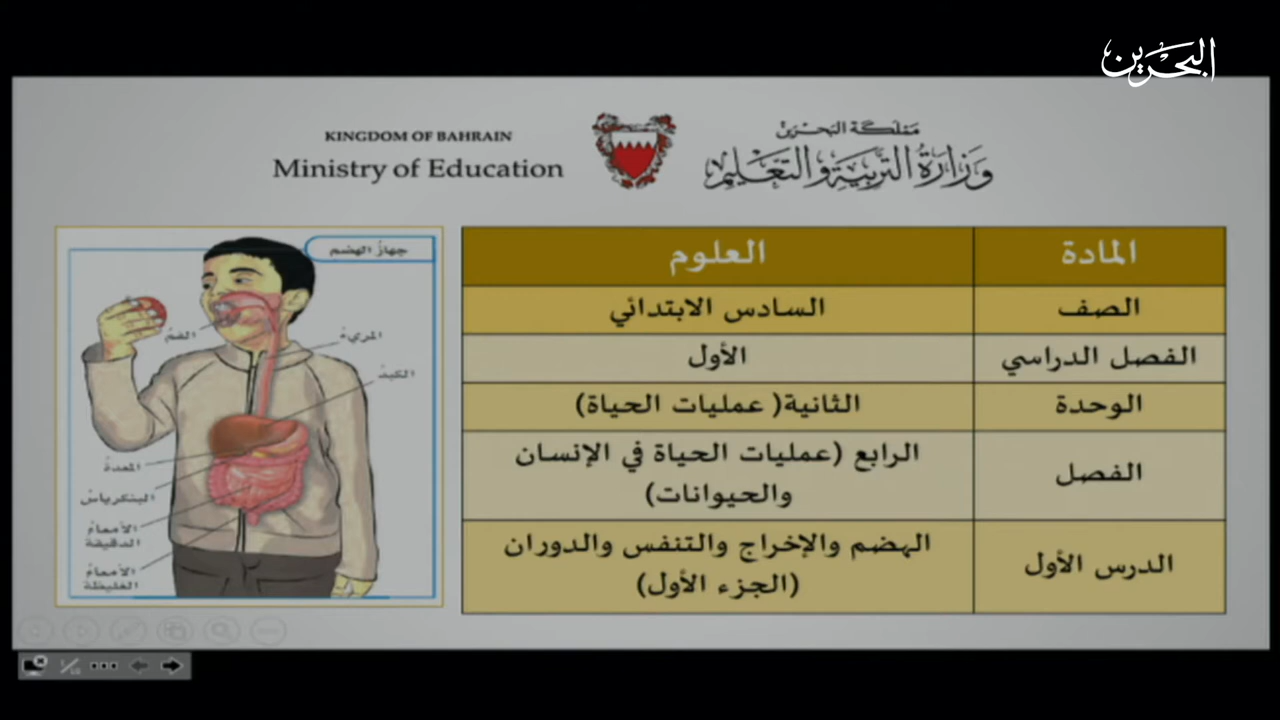 البحرين
KINGDOM OF BAHRAIN
Ministry of Education
مملكة البحرين
وزارة التربية والتعليم
المادة العلوم
الصف السادس الابتدائي
الفصل الدراسي الأول
الوحدة الثانية( عمليات الحياة)
الفصل الرابع (عمليات الحياة في الإنسان
والحيوانات)
الدرس الأول الهضم والإخراج والتنفس والدوران
(الجزء الأول)
جهاز الهضم
الفم
المريء
الكبد
المعدة
البنكرياس
الأمعاء
الدقيقة
الأمعاء
الغليظة